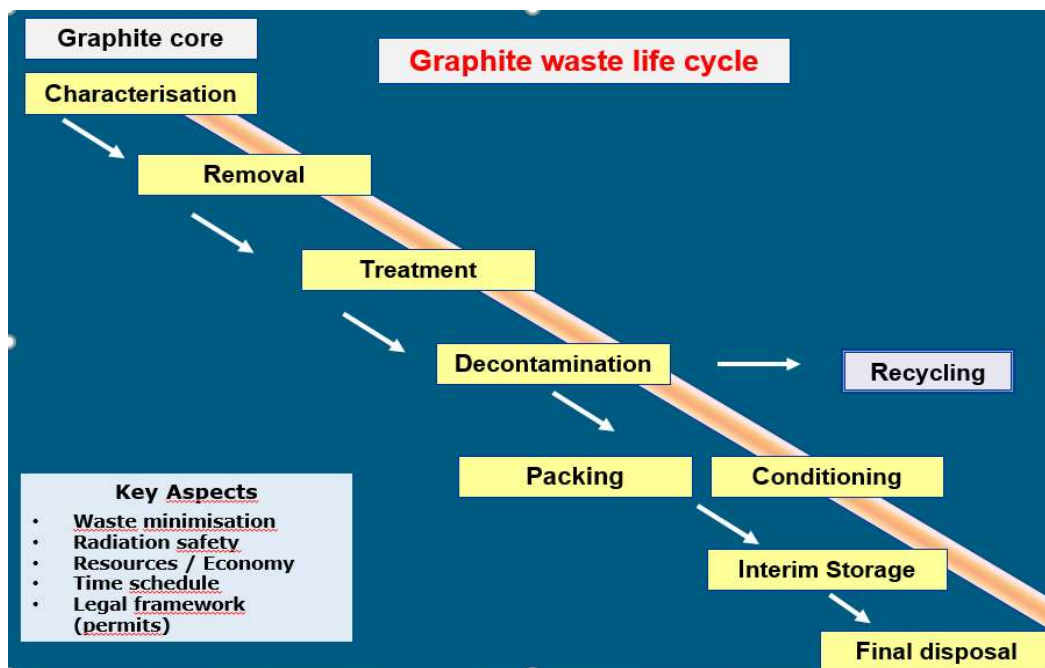 Graphite core
Graphite waste life cycle
Characterisation
Removal
Treatment
Decontamination
Recycling
Packing
Conditioning
Key Aspects
• Waste minimisation
• Radiation safety
• Resources / Economy
• Time schedule
• Legal framework
(permits)
Interim Storage
Final disposal